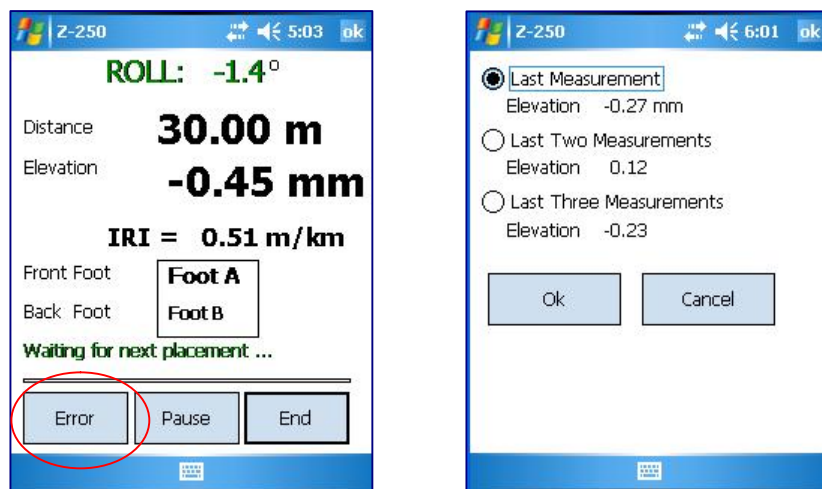 Z-250 5:03 ok
ROLL: -1.4°
Distance 30.00 m
Elevation -0.45 mm
IRI = 0.51 m/km
Front Foot Foot A
Back Foot Foot B
Waiting for next placement ...
Error Pause End
Z-250 6:01 ok
Last Measurement
Elevation -0.27 mm
Last Two Measurements
Elevation 0.12
Last Three Measurements
Elevation -0.23
Ok Cancel